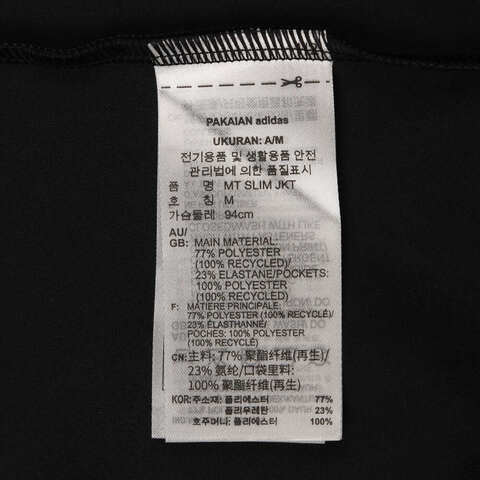 PAKAIAN adidas
UKURAN: A/M
전기용품 및 생활용품 안전
관리법에 의한 품질표시
품 명 MT SLIM JKT
호 칭 M
가슴둘레 94cm
AU/
GB: MAIN MATERIAL:
77% POLYESTER
(100% RECYCLED)/
23% ELASTANE/POCKETS:
100% POLYESTER
(100% RECYCLED)
F: MATIÈRE PRINCIPALE:
77% POLYESTER (100% RECYCLÉ)/
23% ÉLASTHANNE/
POCHES: 100% POLYESTER
(100% RECYCLÉ)
CN: 主料: 77% 聚酯纤维(再生)/
23% 氨纶/口袋里料:
100% 聚酯纤维(再生)
KOR: 주소재: 폴리에스터 77%
폴리우레탄 23%
호주머니: 폴리에스터 100%